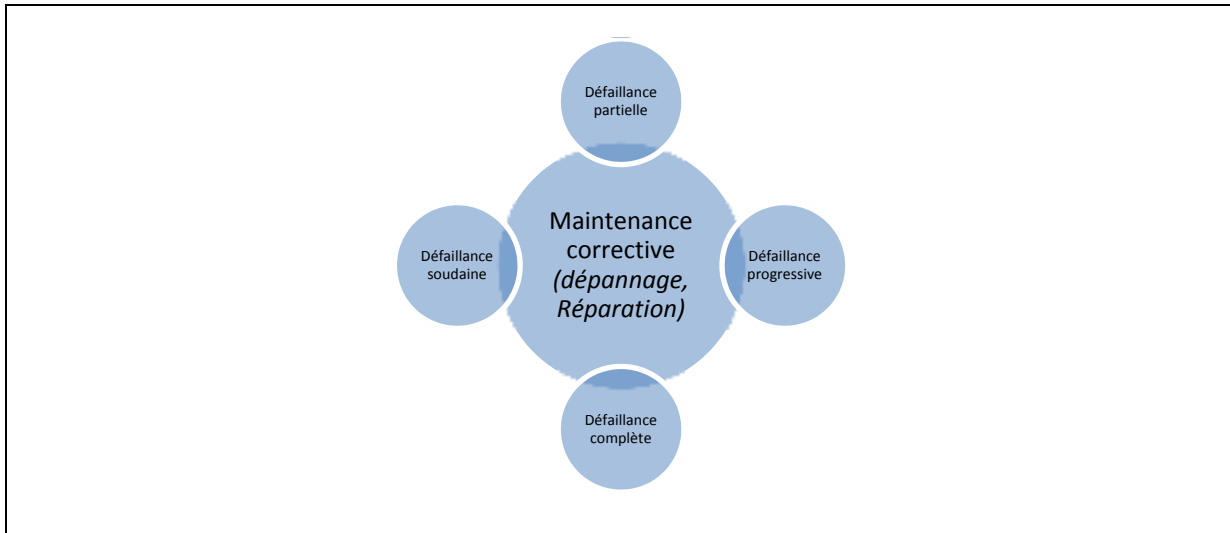 Défaillance
partielle
Maintenance
corrective
(dépannage,
Réparation)
Défaillance
soudaine
Défaillance
progressive
Défaillance
complète